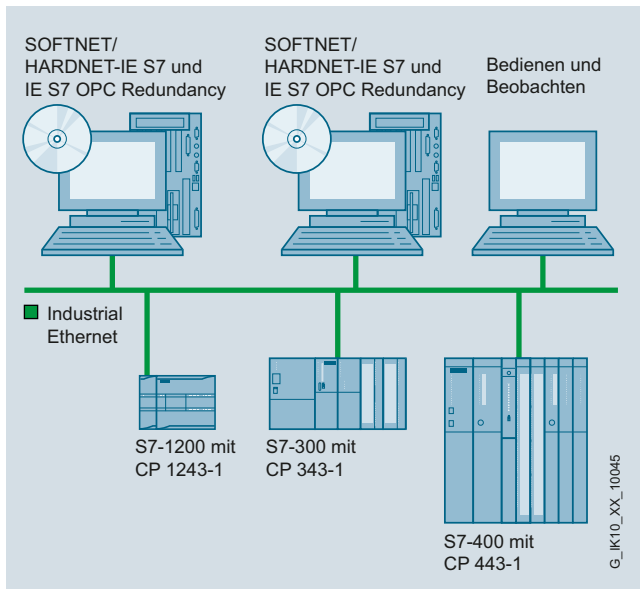 SOFTNET/
HARDNET-IE S7 und
IE S7 OPC Redundancy
SOFTNET/
HARDNET-IE S7 und
IE S7 OPC Redundancy
Bedienen und
Beobachten
Industrial
Ethernet
S7-1200 mit
CP 1243-1
S7-300 mit
CP 343-1
S7-400 mit
CP 443-1
G_IK10_XX_10045